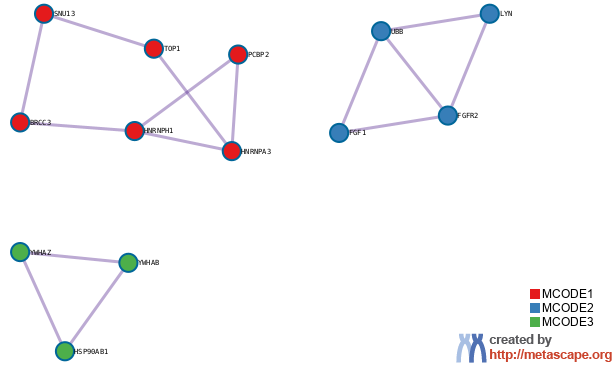 SNU13
TOP1
PCBP2
BRCC3
HNRNPH1
HNRNPA3
LYN
UBB
FGFR2
FGF1
YWHAZ
YWHAB
HSP90AB1
MCODE1
MCODE2
MCODE3
created by
http://metascape.org